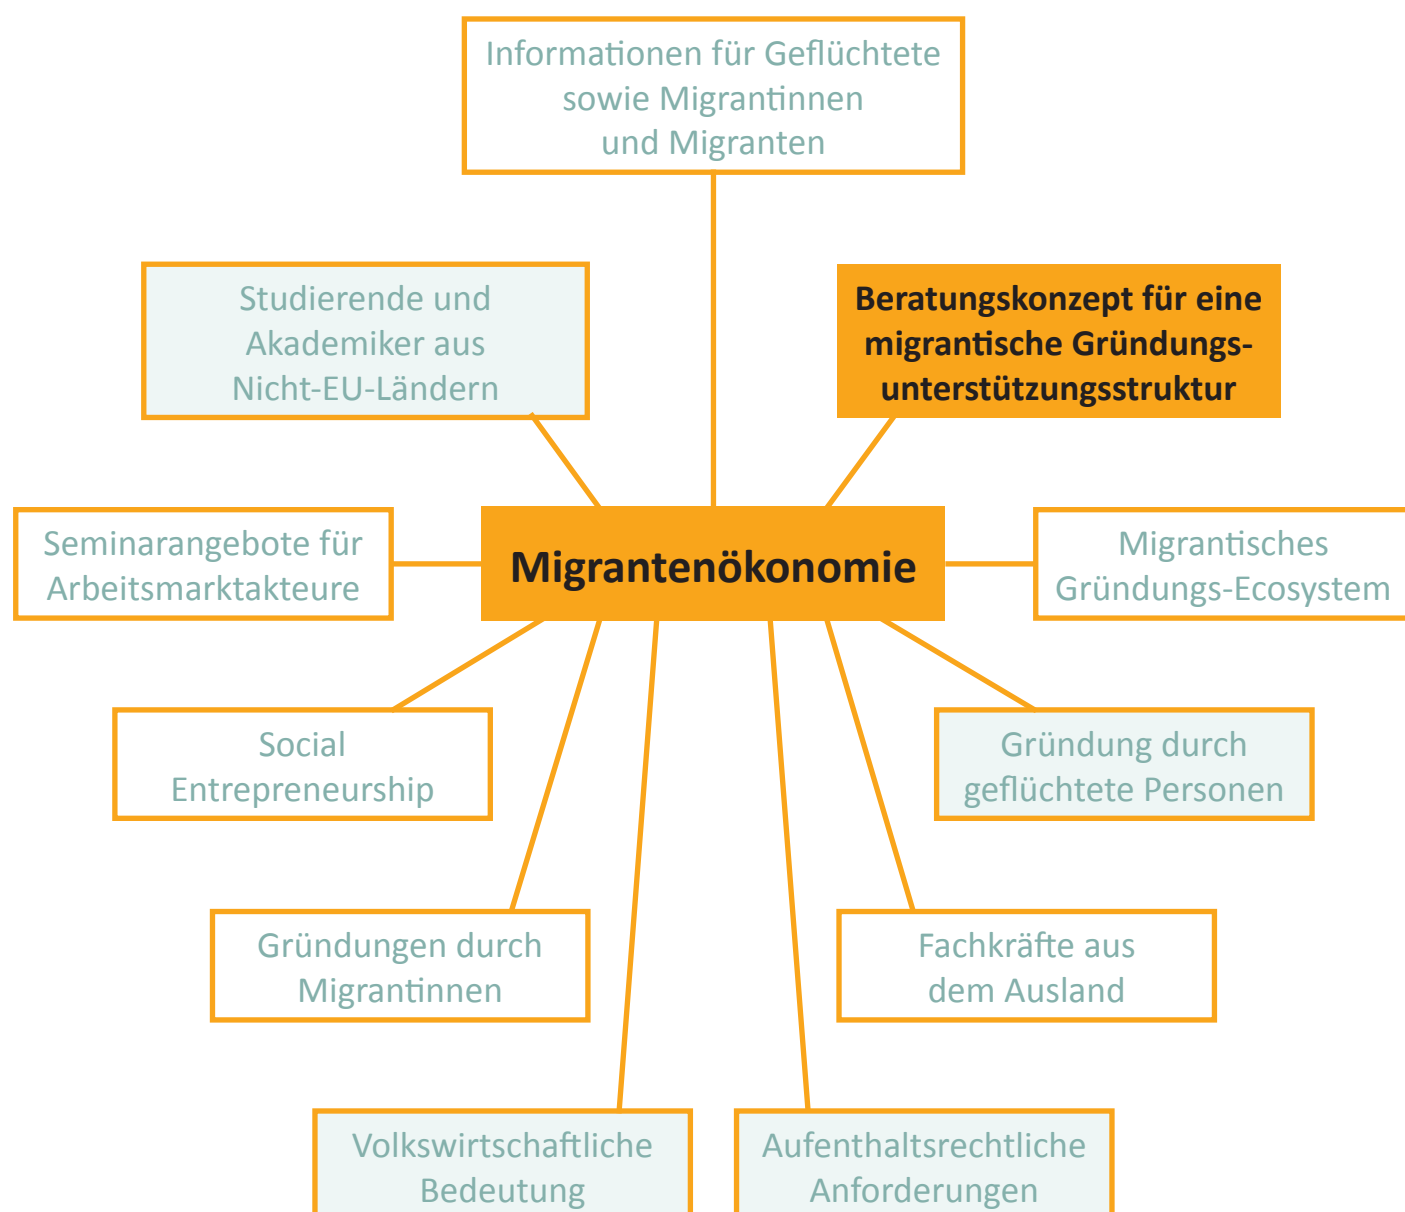 Informationen für Geflüchtete
sowie Migrantinnen
und Migranten
Studierende und
Akademiker aus
Nicht-EU-Ländern
Beratungskonzept für eine
migrantische Gründungs-
unterstützungsstruktur
Seminarangebote für
Arbeitsmarktakteure
Migrantenökonomie
Migrantisches
Gründungs-Ecosystem
Social
Entrepreneurship
Gründung durch
geflüchtete Personen
Gründungen durch
Migrantinnen
Fachkräfte aus
dem Ausland
Volkswirtschaftliche
Bedeutung
Aufenthaltsrechtliche
Anforderungen